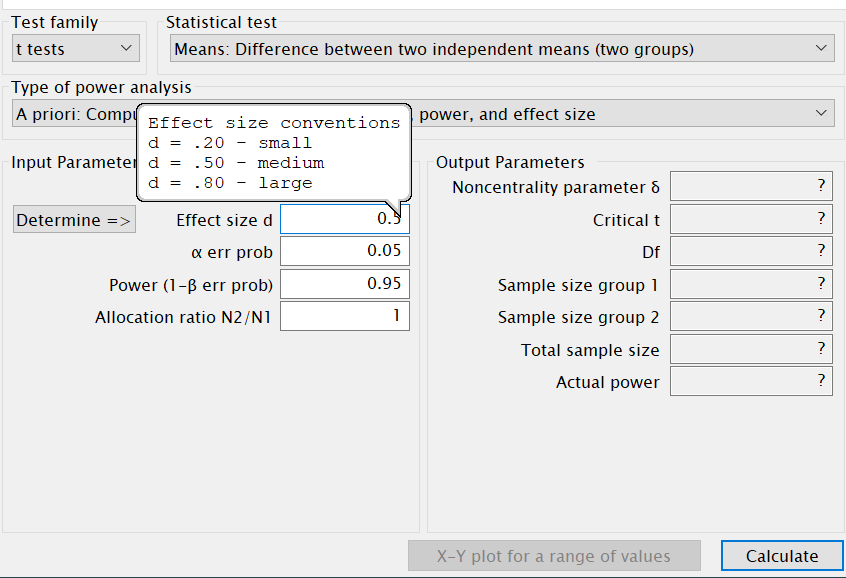 Test family
Statistical test
t tests
Means: Difference between two independent means (two groups)
Type of power analysis
A priori: Compu
, power, and effect size
Effect size conventions
d = .20 - small
d = .50 - medium
d = .80 - large
Input Parameter
Output Parameters
Determine =>
Effect size d
0.5
α err prob
0.05
Power (1-β err prob)
0.95
Allocation ratio N2/N1
1
Noncentrality parameter δ
?
Critical t
?
Df
?
Sample size group 1
?
Sample size group 2
?
Total sample size
?
Actual power
?
X-Y plot for a range of values
Calculate